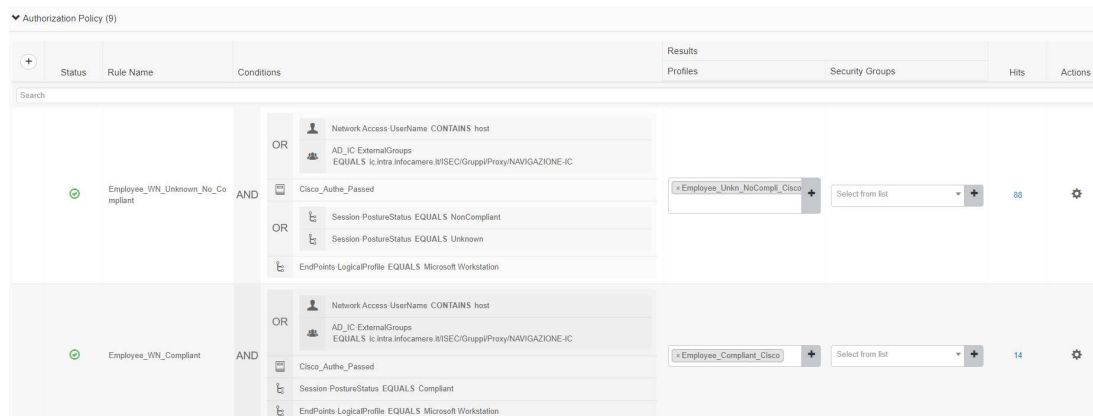 Authorization Policy (9)
Results
+ Status Rule Name Conditions Profiles Security Groups Hits Actions
Search
Employee_WN_Unknown_No_Co
mpliant
AND
OR
Network Access·UserName CONTAINS host
AD_IC·ExternalGroups
EQUALS ic.intra.infocamere.it/ISEC/Gruppi/Proxy/NAVIGAZIONE-IC
Cisco_Authe_Passed
OR
Session·PostureStatus EQUALS NonCompliant
Session·PostureStatus EQUALS Unknown
EndPoints·LogicalProfile EQUALS Microsoft Workstation
×Employee_Unkn_NoCompli_Cisco +
Select from list +
88
Employee_WN_Compliant
AND
OR
Network Access·UserName CONTAINS host
AD_IC·ExternalGroups
EQUALS ic.intra.infocamere.it/ISEC/Gruppi/Proxy/NAVIGAZIONE-IC
Cisco_Authe_Passed
Session·PostureStatus EQUALS Compliant
EndPoints·LogicalProfile EQUALS Microsoft Workstation
×Employee_Compliant_Cisco +
Select from list +
14